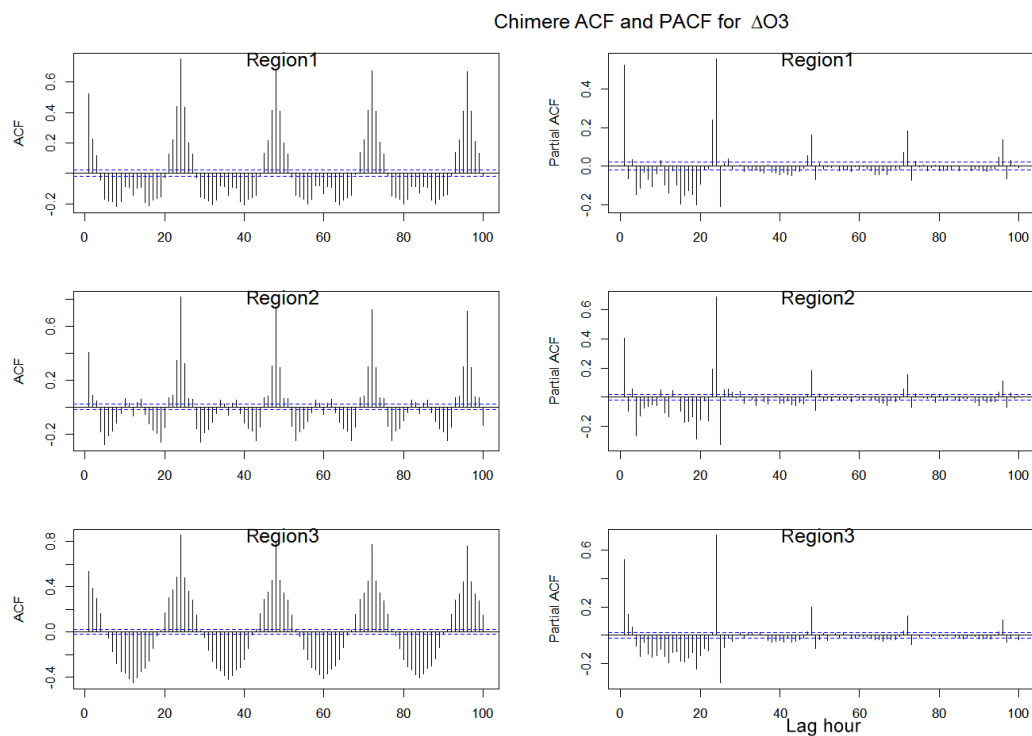 Chimere ACF and PACF for ΔO3
Region1
ACF
-0.2 0.2 0.6
0 20 40 60 80 100
Region1
Partial ACF
-0.2 0.0 0.2 0.4
0 20 40 60 80 100
Region2
ACF
-0.2 0.2 0.6
0 20 40 60 80 100
Region2
Partial ACF
-0.2 0.2 0.6
0 20 40 60 80 100
Region3
ACF
-0.4 0.0 0.4 0.8
0 20 40 60 80 100
Region3
Partial ACF
-0.2 0.2 0.6
0 20 40 60 80 100
Lag hour